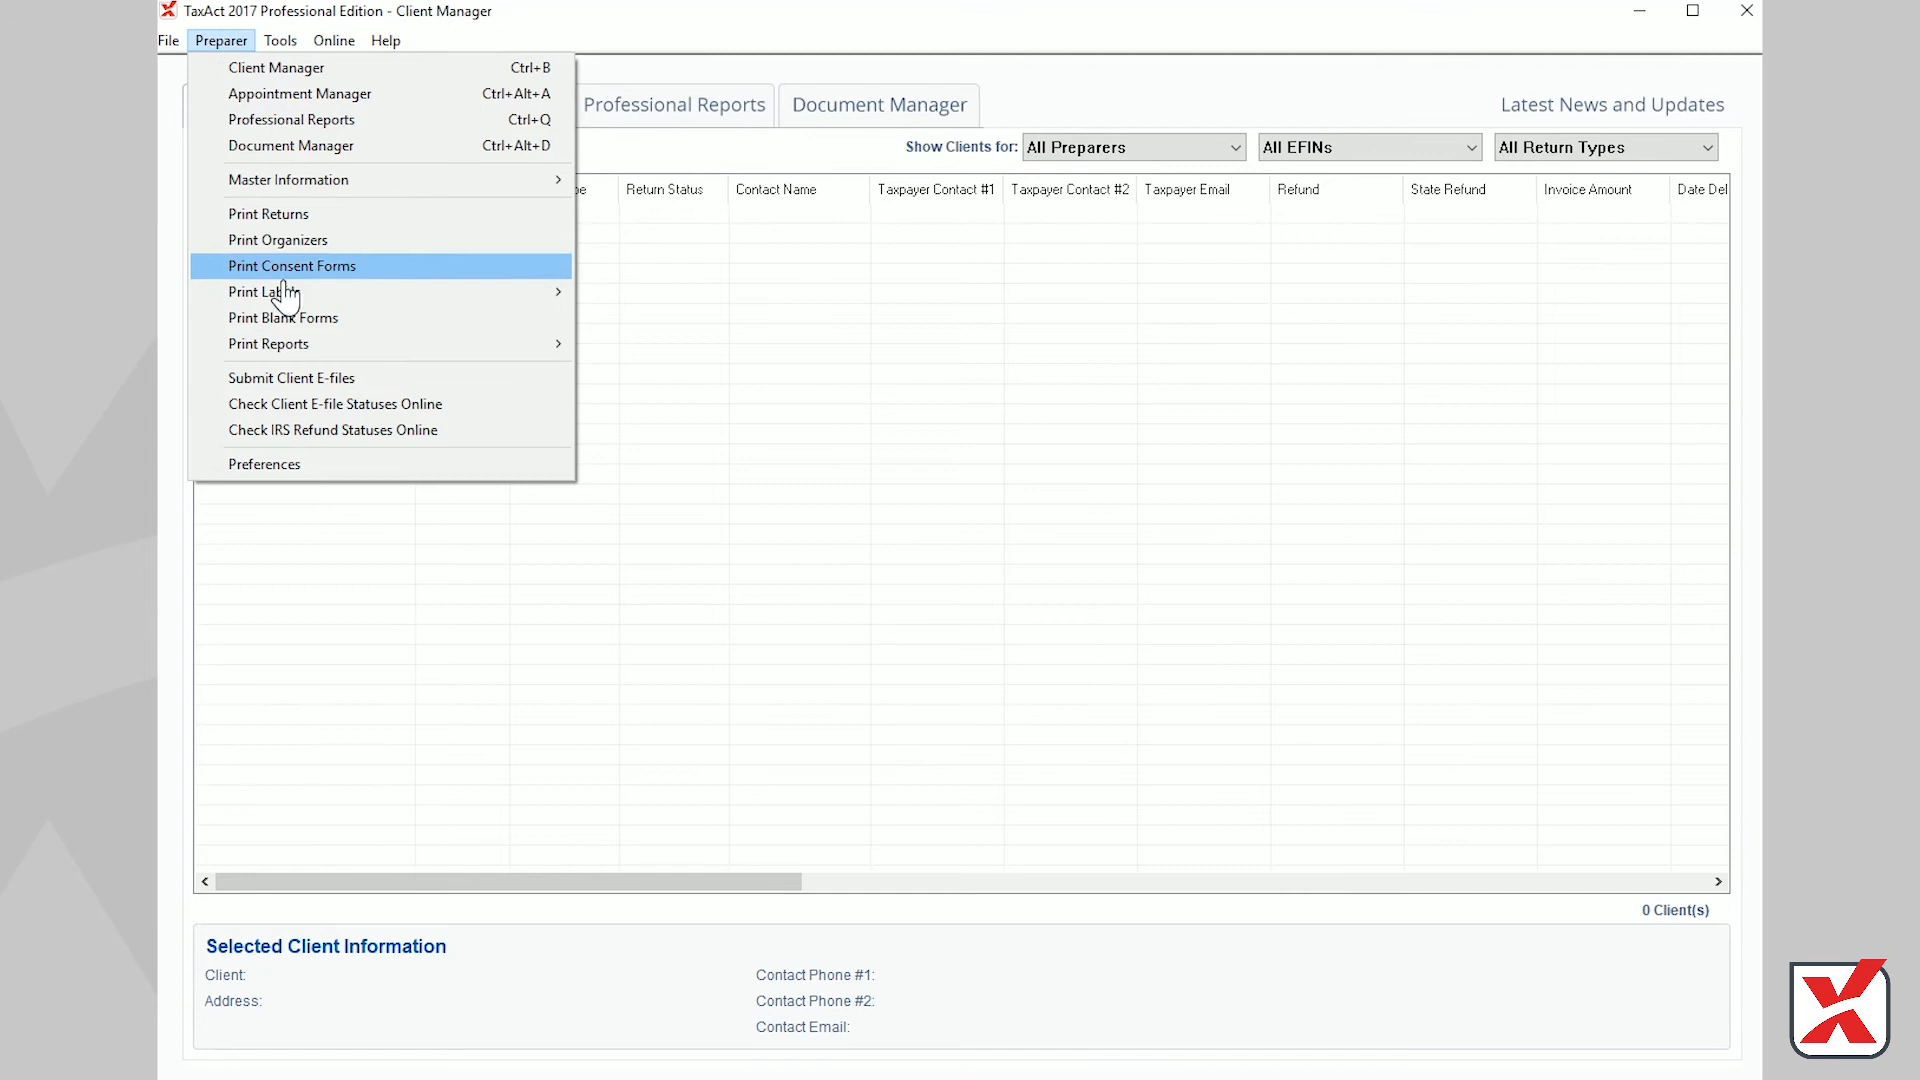 TaxAct 2017 Professional Edition - Client Manager
File Preparer Tools Online Help
Client Manager Ctrl+B
Appointment Manager Ctrl+Alt+A
Professional Reports Ctrl+Q
Document Manager Ctrl+Alt+D
Master Information
Print Returns
Print Organizers
Print Consent Forms
Print
Print Blank Forms
Print Reports
Submit Client E-files
Check Client E-file Statuses Online
Check IRS Refund Statuses Online
Preferences
Professional Reports Document Manager Latest News and Updates
Show Clients for: All Preparers All EFINs All Return Types
Return Status Contact Name Taxpayer Contact #1 Taxpayer Contact #2 Taxpayer Email Refund State Refund Invoice Amount Date Del
0 Client(s)
Selected Client Information
Client:
Address:
Contact Phone #1:
Contact Phone #2:
Contact Email: